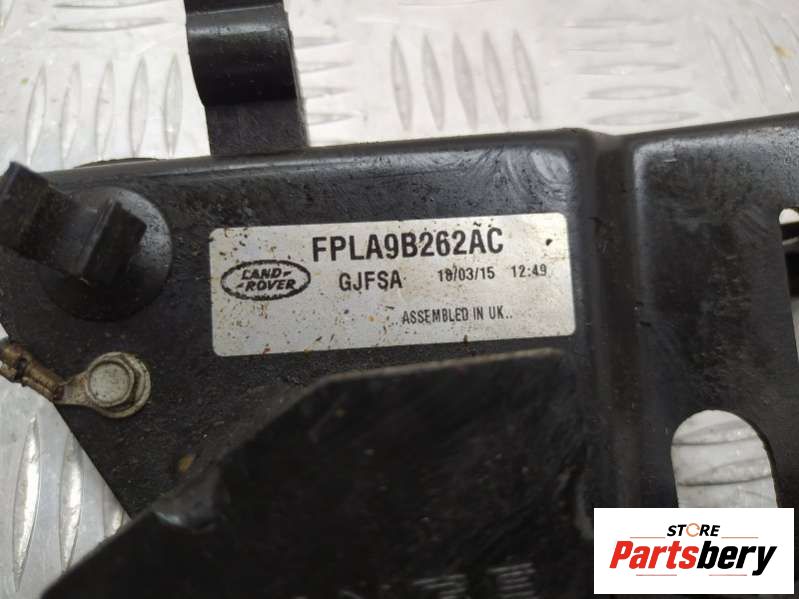 FPLA9B262AC
LAND-
-ROVER
GJFSA 18/03/15 12:49
..ASSEMBLED IN UK..
STORE
Partsbery